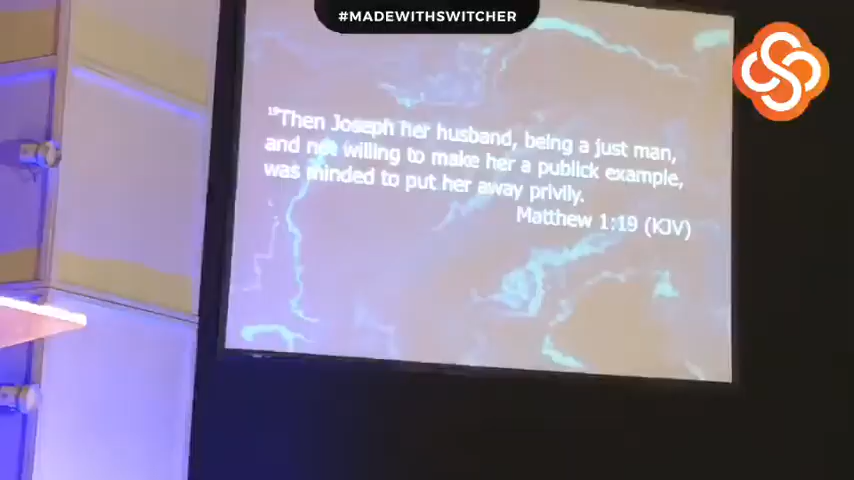 #MADEWITHSWITCHER
19Then Joseph her husband, being a just man,
and not willing to make her a publick example,
was minded to put her away privily.
Matthew 1:19 (KJV)